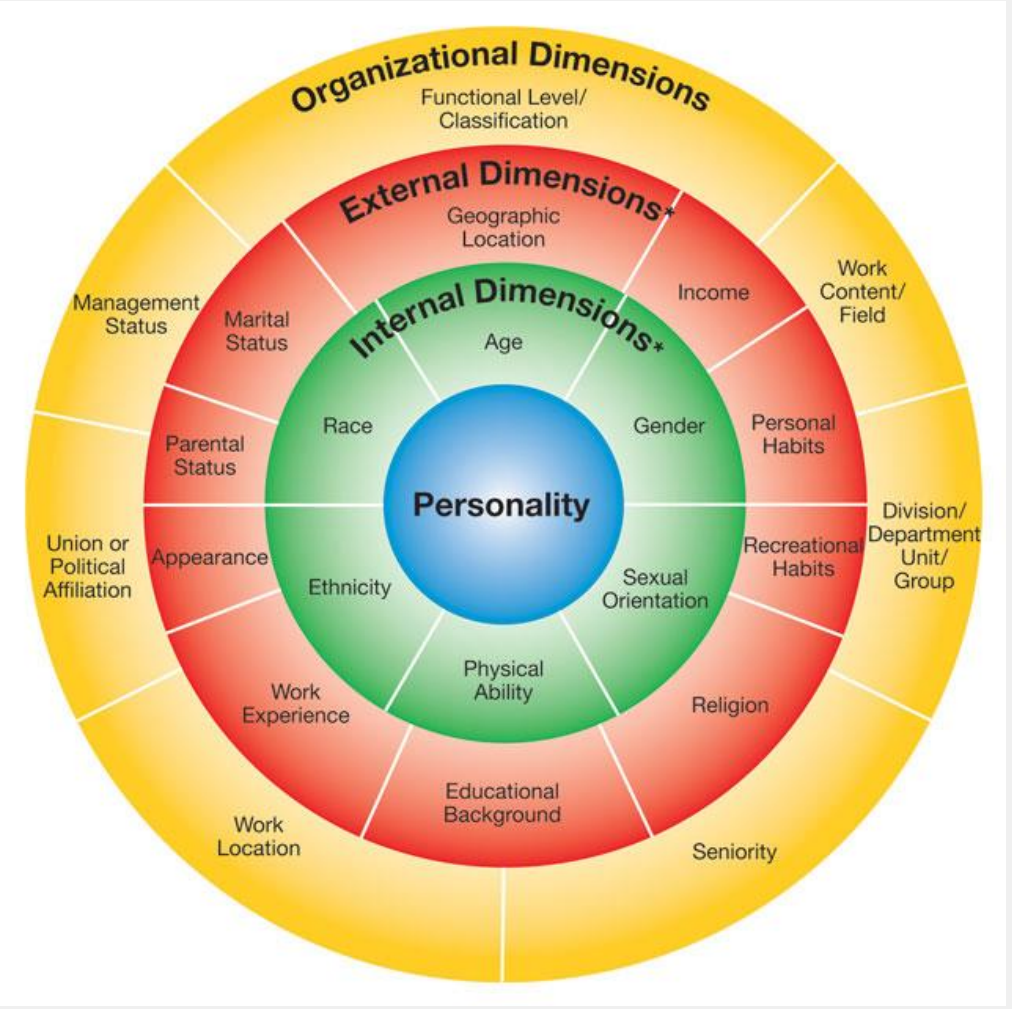 Organizational Dimensions
Functional Level/
Classification
External Dimensions*
Geographic
Location
Internal Dimensions*
Age
Income
Work
Content/
Field
Management
Status
Marital
Status
Race
Gender
Personal
Habits
Parental
Status
Personality
Division/
Department
Unit/
Group
Union or
Political
Affiliation
Appearance
Ethnicity
Sexual
Orientation
Recreational
Habits
Physical
Ability
Work
Experience
Religion
Educational
Background
Work
Location
Seniority